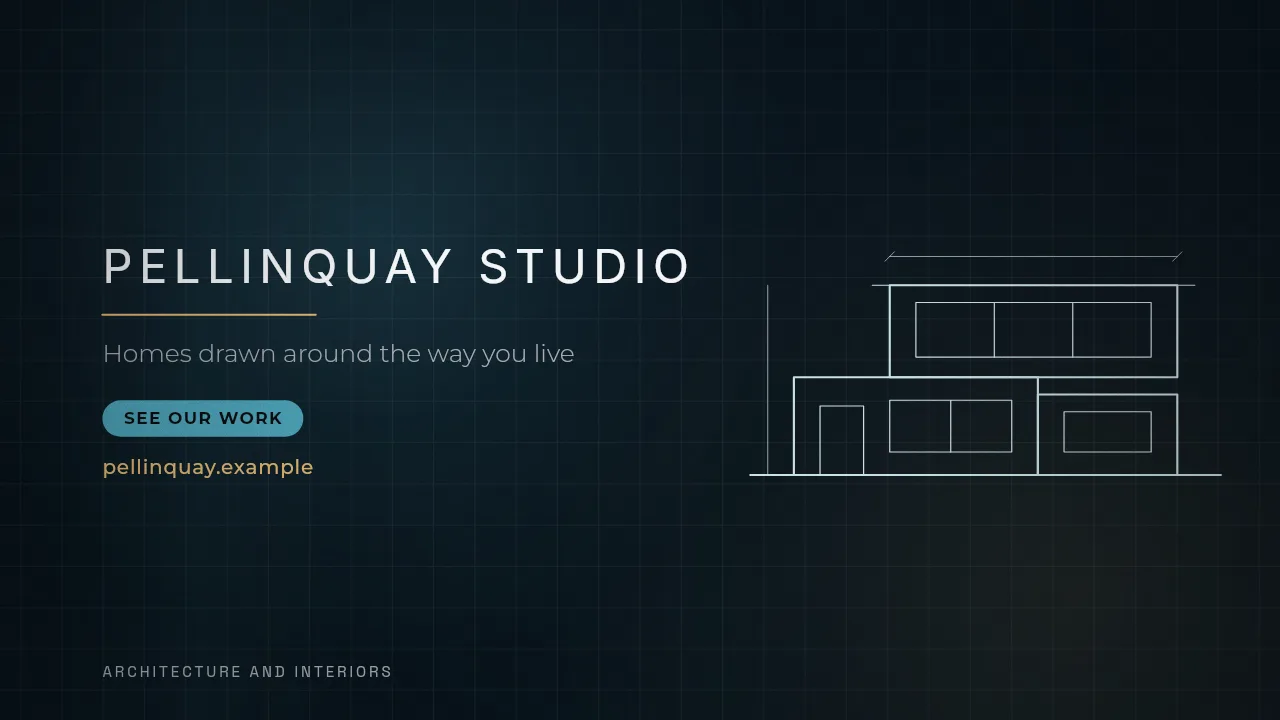 PELLINQUAY STUDIO
Homes drawn around the way you live
SEE OUR WORK
pellinquay.example
ARCHITECTURE AND INTERIORS